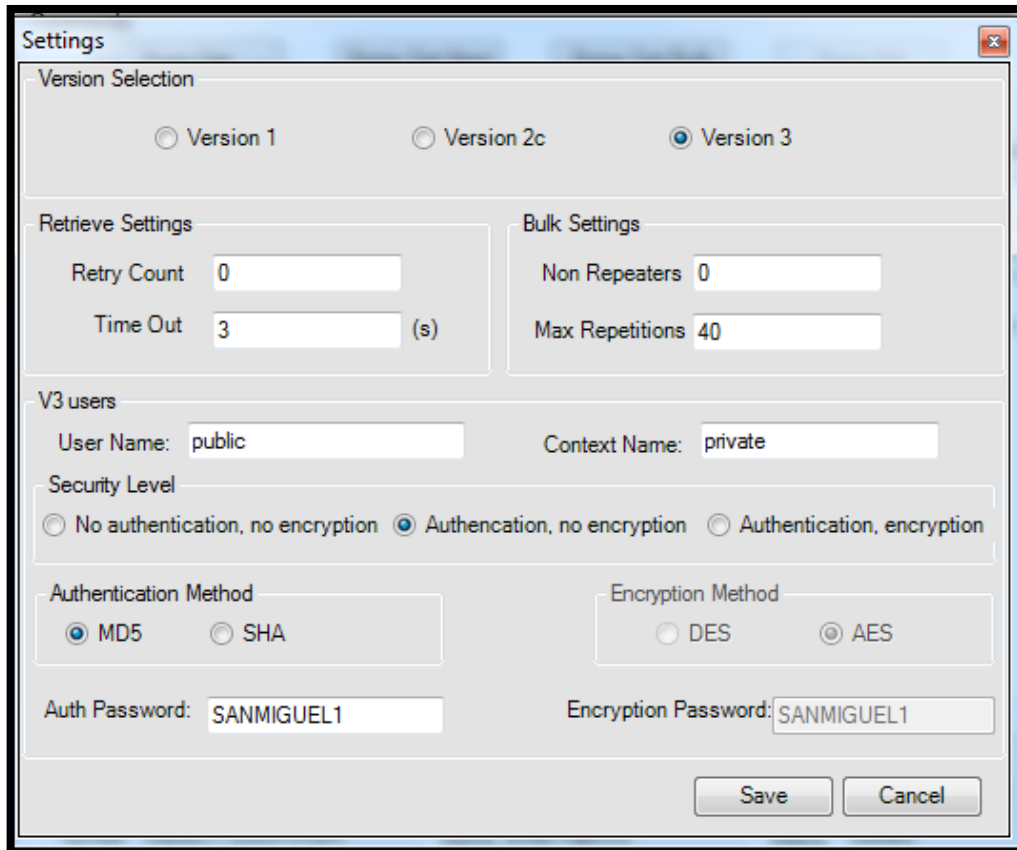 Settings
Version Selection
Version 1 Version 2c Version 3
Retrieve Settings
Retry Count 0
Time Out 3 (s)
Bulk Settings
Non Repeaters 0
Max Repetitions 40
V3 users
User Name: public Context Name: private
Security Level
No authentication, no encryption Authencation, no encryption Authentication, encryption
Authentication Method
MD5 SHA
Encryption Method
DES AES
Auth Password: SANMIGUEL1 Encryption Password: SANMIGUEL1
Save Cancel